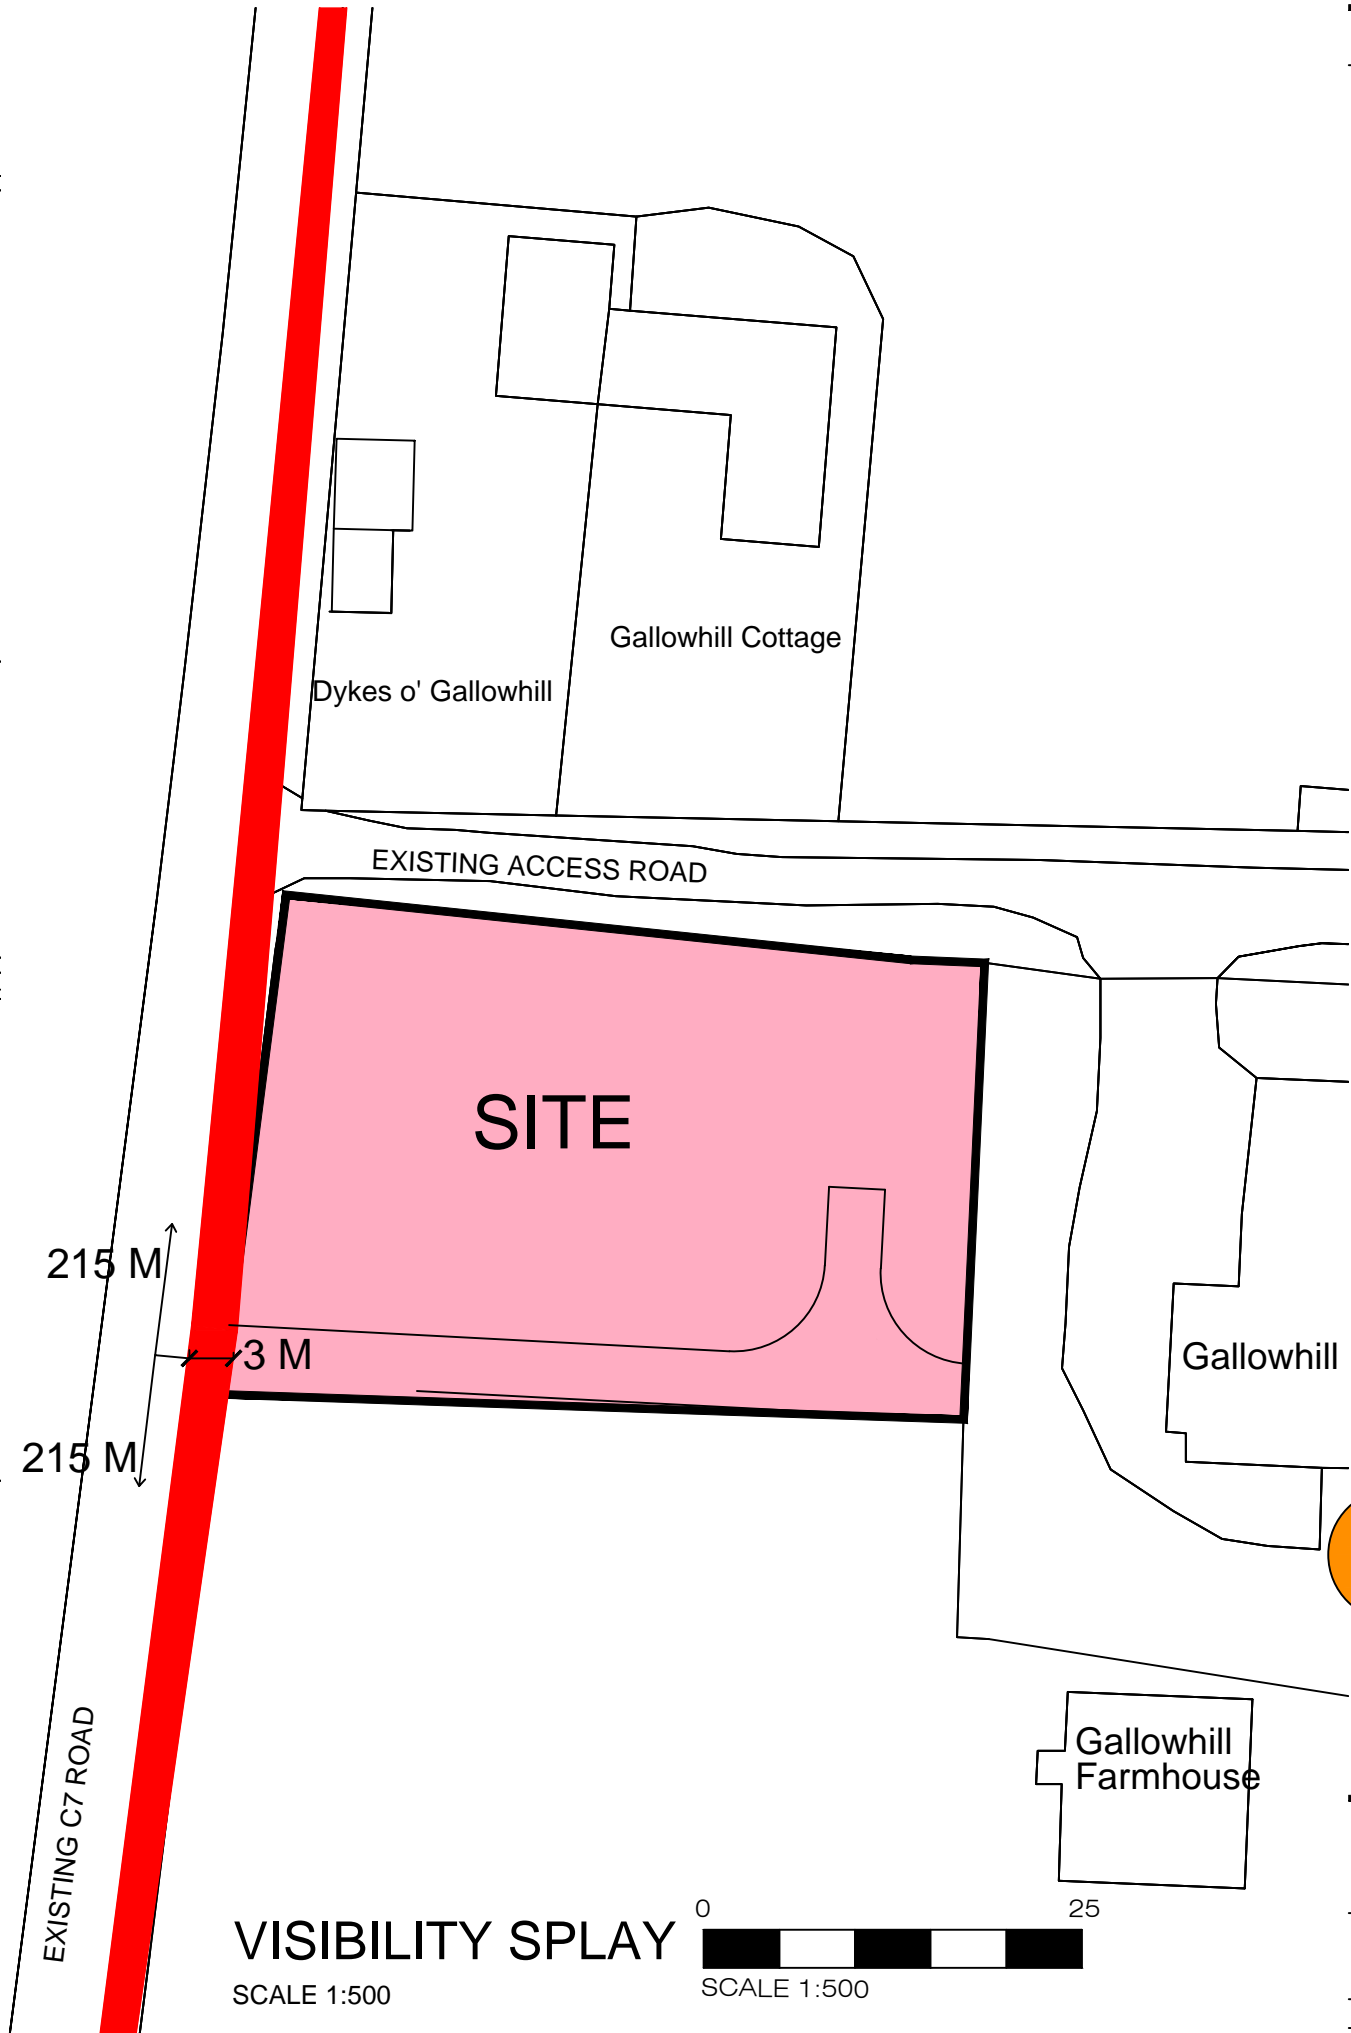 Gallowhill Cottage
Dykes o' Gallowhill
EXISTING ACCESS ROAD
SITE
215 M
3 M
Gallowhill
215 M
EXISTING C7 ROAD
Gallowhill
Farmhouse
VISIBILITY SPLAY
SCALE 1:500
0 25
SCALE 1:500